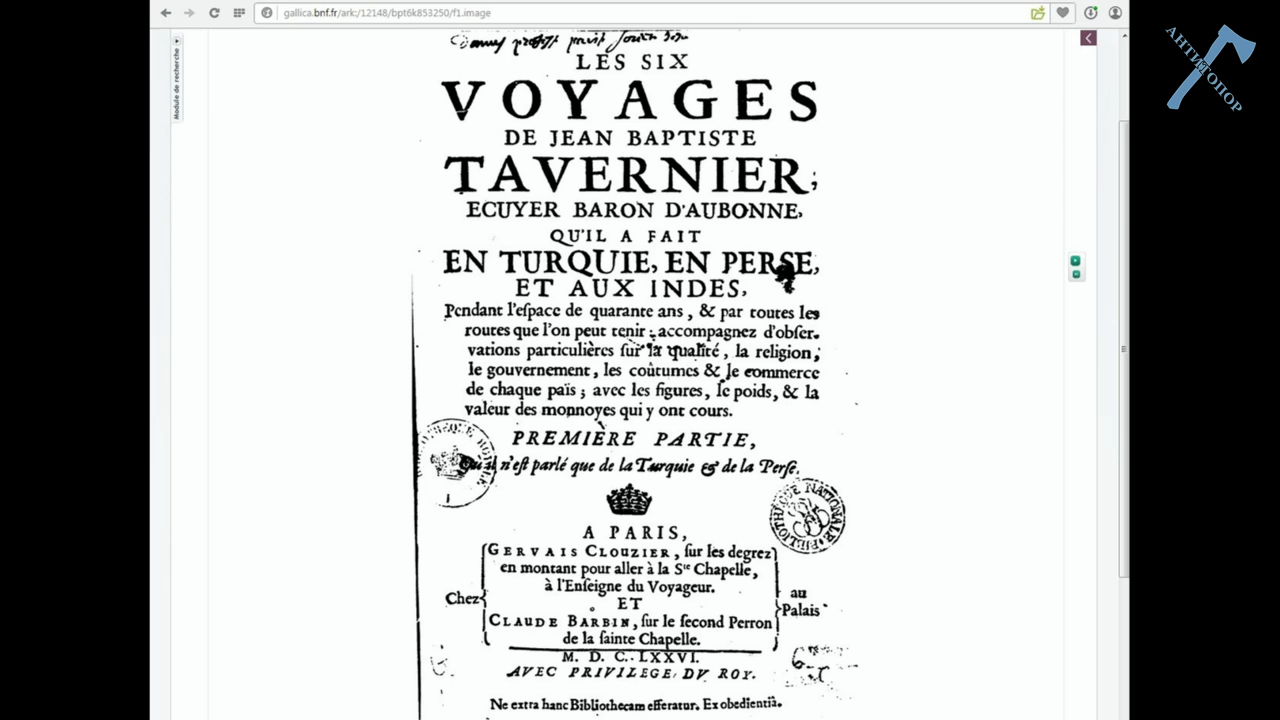 gallica.bnf.fr/ark:/12148/bpt6k853250/f1.image
АНТИТОПОР
Module de recherche
LES SIX
VOYAGES
DE JEAN BAPTISTE
TAVERNIER,
ECUYER BARON D'AUBONNE,
QU'IL A FAIT
EN TURQUIE, EN PERSE,
ET AUX INDES,
Pendant l'eſpace de quarante ans, & par toutes les
routes que l'on peut tenir : accompagnez d'obſer-
vations particulières ſur la qualité, la religion,
le gouvernement, les coûtumes & le commerce
de chaque païs ; avec les figures, le poids, & la
valeur des monnoyes qui y ont cours.
PREMIÈRE PARTIE,
Où il n'eſt parlé que de la Turquie & de la Perſe.
BIBLIOTHEQUE NATIONALE
A PARIS,
GERVAIS CLOUZIER, ſur les degrez
en montant pour aller à la Ste Chapelle,
à l'Enſeigne du Voyageur.
Chez
ET
au
Palais
CLAUDE BARBIN, ſur le ſecond Perron
de la ſainte Chapelle.
M. D. C. LXXVI.
AVEC PRIVILEGE, DV ROY.
Ne extra hanc Bibliothecam efferatur. Ex obedientiâ.